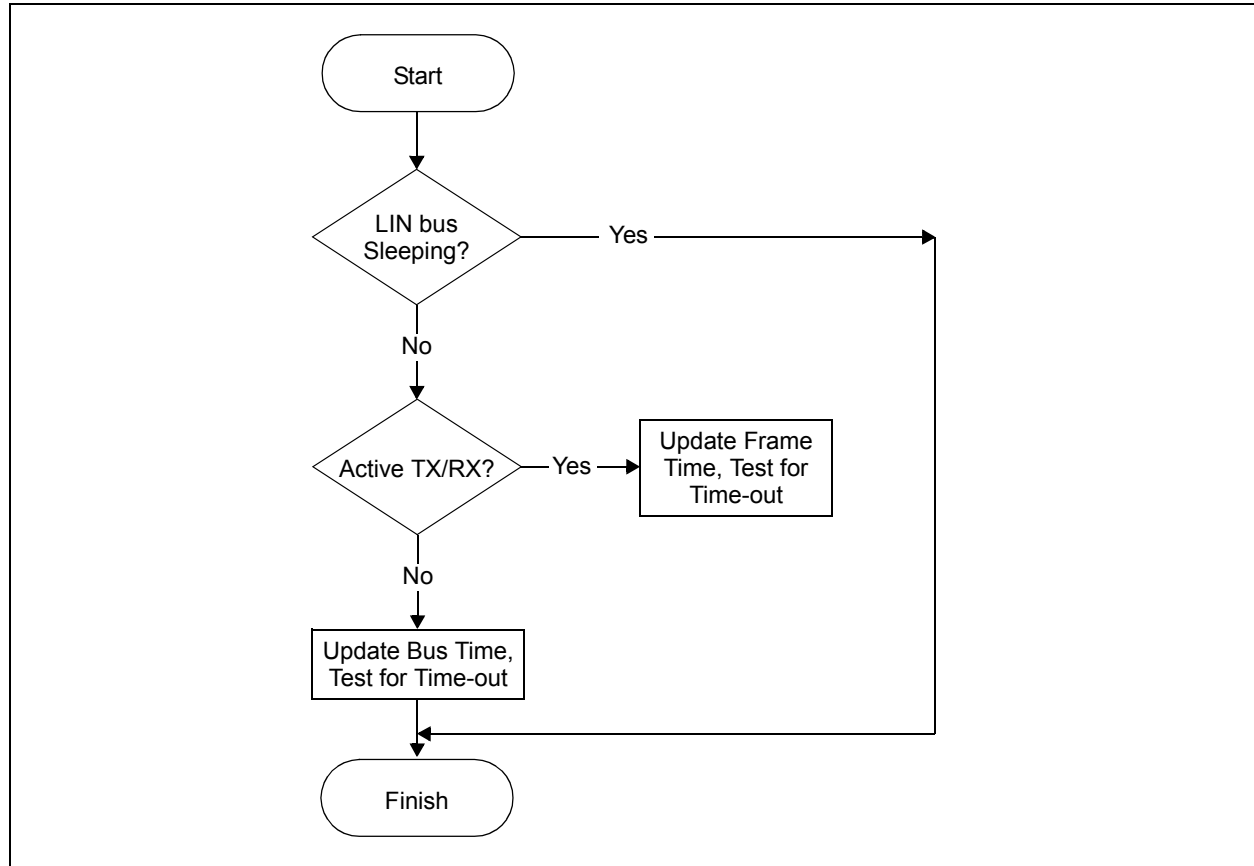 Start
LIN bus
Sleeping?
Yes
No
Active TX/RX?
Yes
Update Frame
Time, Test for
Time-out
No
Update Bus Time,
Test for Time-out
Finish